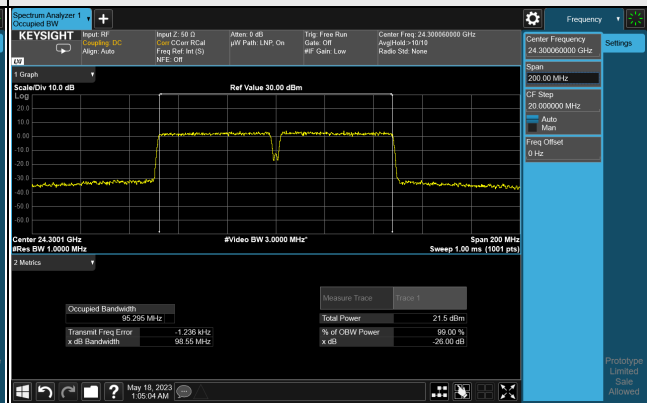 Spectrum Analyzer 1
Occupied BW
Frequency
KEYSIGHT
Input: RF
Coupling: DC
Align: Auto
Input Z: 50 Ω
Corr CCorr RCal
Freq Ref: Int (S)
NFE: Off
Atten: 0 dB
µW Path: LNP, On
Trig: Free Run
Gate: Off
#IF Gain: Low
Center Freq: 24.300060000 GHz
Avg|Hold:>10/10
Radio Std: None
LXI
Center Frequency
24.300060000 GHz
Settings
Span
200.00 MHz
CF Step
20.000000 MHz
Auto
Man
Freq Offset
0 Hz
1 Graph
Scale/Div 10.0 dB
Ref Value 30.00 dBm
Log
20.0
10.0
0.00
-10.0
-20.0
-30.0
-40.0
-50.0
-60.0
Center 24.3001 GHz
#Video BW 3.0000 MHz*
Span 200 MHz
#Res BW 1.0000 MHz
Sweep 1.00 ms (1001 pts)
2 Metrics
Measure Trace
Trace 1
Occupied Bandwidth
95.295 MHz
Total Power
21.5 dBm
Transmit Freq Error
-1.236 kHz
% of OBW Power
99.00 %
x dB Bandwidth
98.55 MHz
x dB
-26.00 dB
Prototype
Limited
Sale
Allowed
?
May 18, 2023
1:05:04 AM